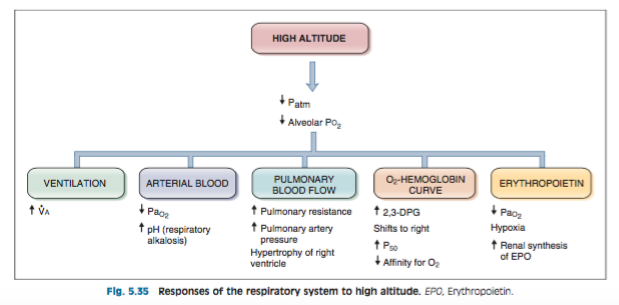 HIGH ALTITUDE
↓ Patm
↓ Alveolar PO₂
VENTILATION
↑ V̇A
ARTERIAL BLOOD
↓ PaO₂
↑ pH (respiratory
alkalosis)
PULMONARY
BLOOD FLOW
↑ Pulmonary resistance
↑ Pulmonary artery
pressure
Hypertrophy of right
ventricle
O₂-HEMOGLOBIN
CURVE
↑ 2,3-DPG
Shifts to right
↑ P₅₀
↓ Affinity for O₂
ERYTHROPOIETIN
↓ PaO₂
Hypoxia
↑ Renal synthesis
of EPO
Fig. 5.35 Responses of the respiratory system to high altitude. EPO, Erythropoietin.